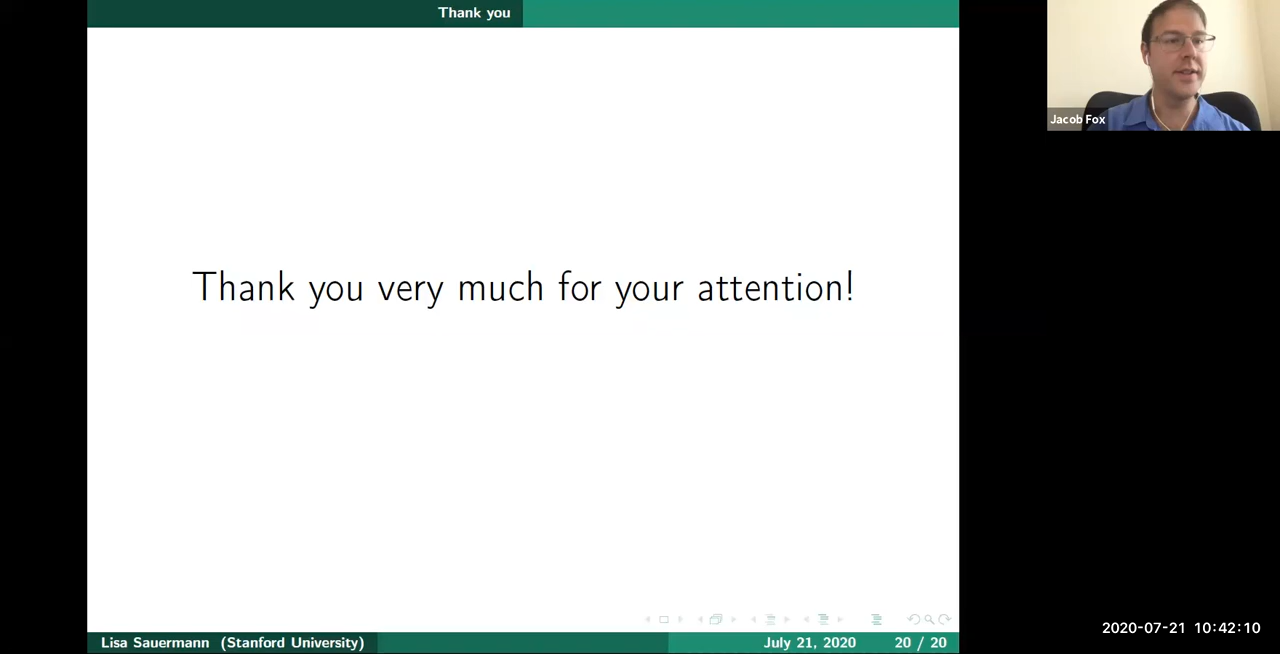 Thank you
Jacob Fox
Thank you very much for your attention!
Lisa Sauermann (Stanford University)
July 21, 2020
20 / 20
2020-07-21 10:42:10